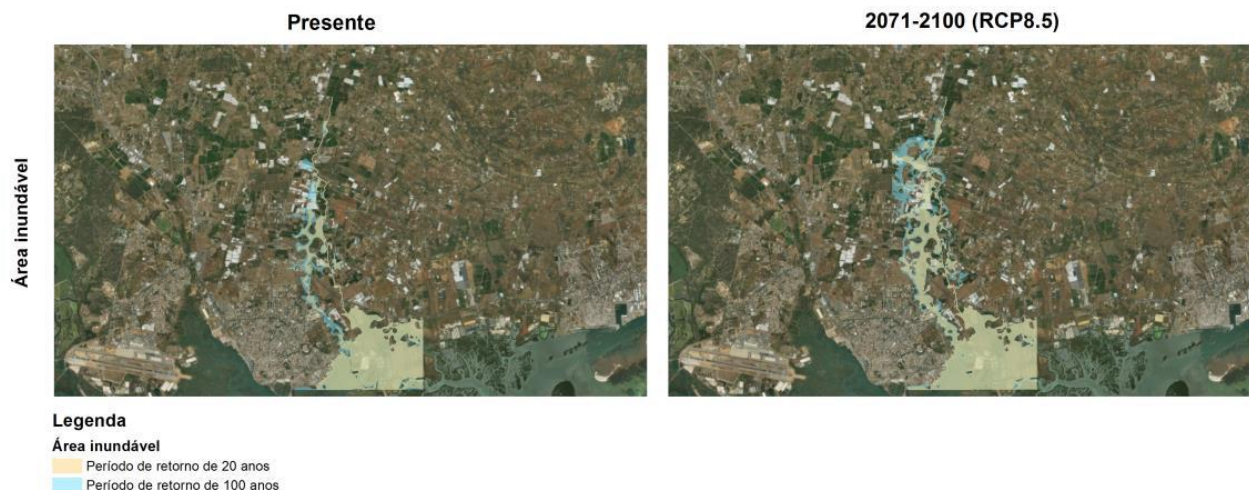 Presente
2071-2100 (RCP8.5)
Área inundável
Legenda
Área inundável
Período de retorno de 20 anos
Período de retorno de 100 anos